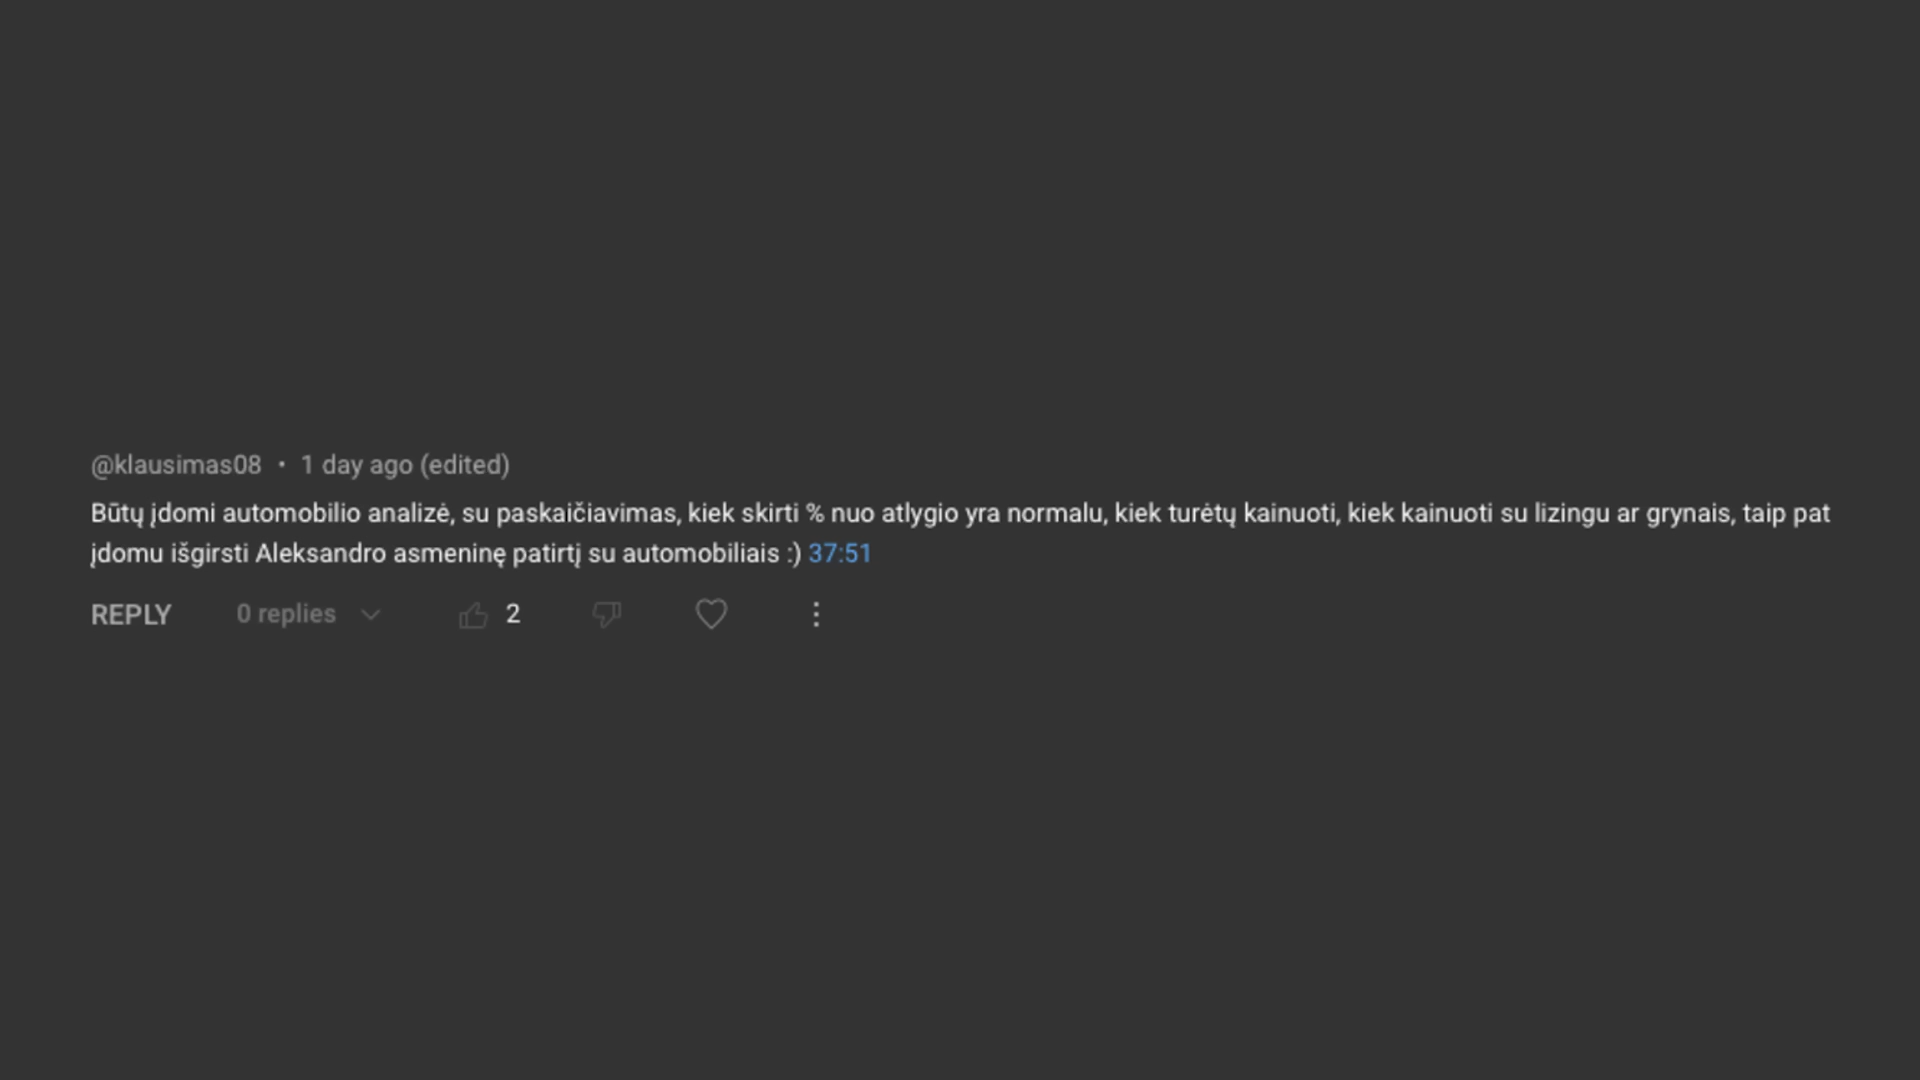 @klausimas08 • 1 day ago (edited)
Būtų įdomi automobilio analizė, su paskaičiavimas, kiek skirti % nuo atlygio yra normalu, kiek turėtų kainuoti, kiek kainuoti su lizingu ar grynais, taip pat
įdomu išgirsti Aleksandro asmeninę patirtį su automobiliais :) 37:51
REPLY 0 replies 2